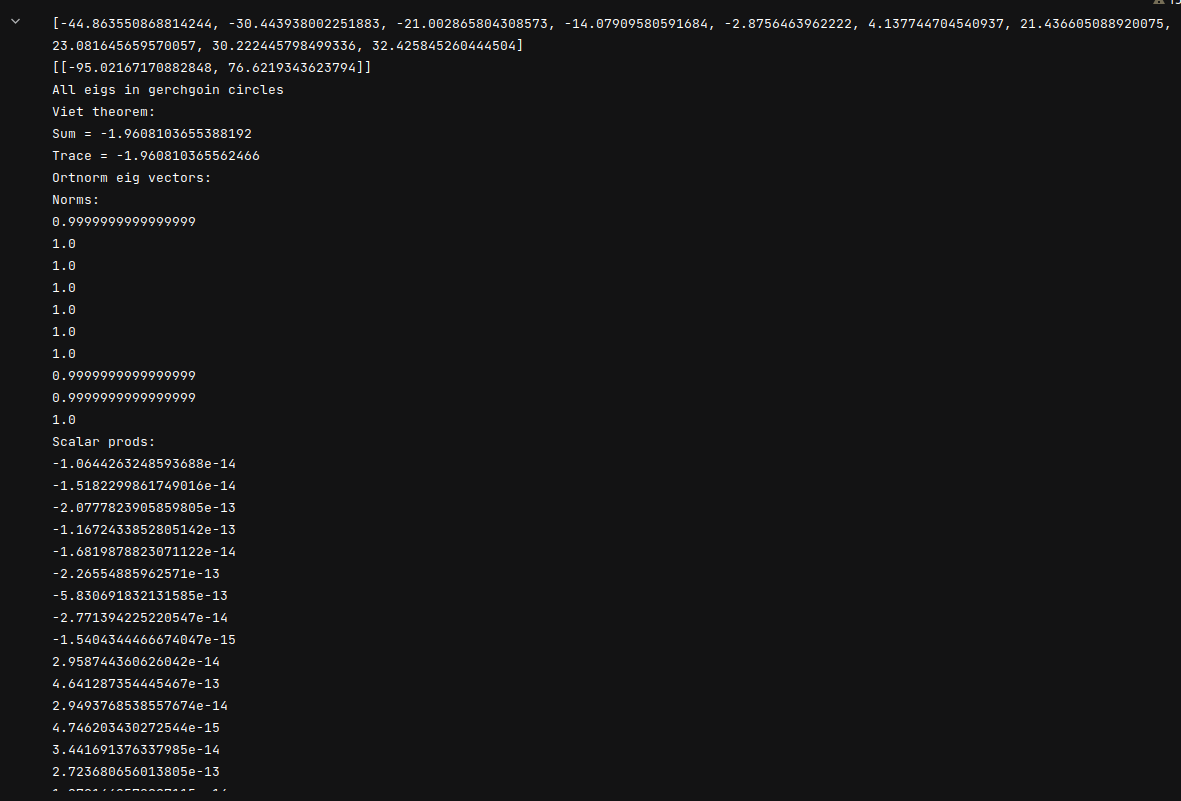 [-44.863550868814244, -30.443938002251883, -21.002865804308573, -14.07909580591684, -2.8756463962222, 4.137744704540937, 21.436605088920075,
23.081645659570057, 30.222445798499336, 32.425845260444504]
[[-95.02167170882848, 76.6219343623794]]
All eigs in gerchgoin circles
Viet theorem:
Sum = -1.9608103655388192
Trace = -1.960810365562466
Ortnorm eig vectors:
Norms:
0.9999999999999999
1.0
1.0
1.0
1.0
1.0
1.0
0.9999999999999999
0.9999999999999999
1.0
Scalar prods:
-1.0644263248593688e-14
-1.5182299861749016e-14
-2.0777823905859805e-13
-1.1672433852805142e-13
-1.6819878823071122e-14
-2.26554885962571e-13
-5.830691832131585e-13
-2.771394225220547e-14
-1.5404344466674047e-15
2.958744360626042e-14
4.641287354445467e-13
2.9493768538557674e-14
4.746203430272544e-15
3.441691376337985e-14
2.723680656013805e-13